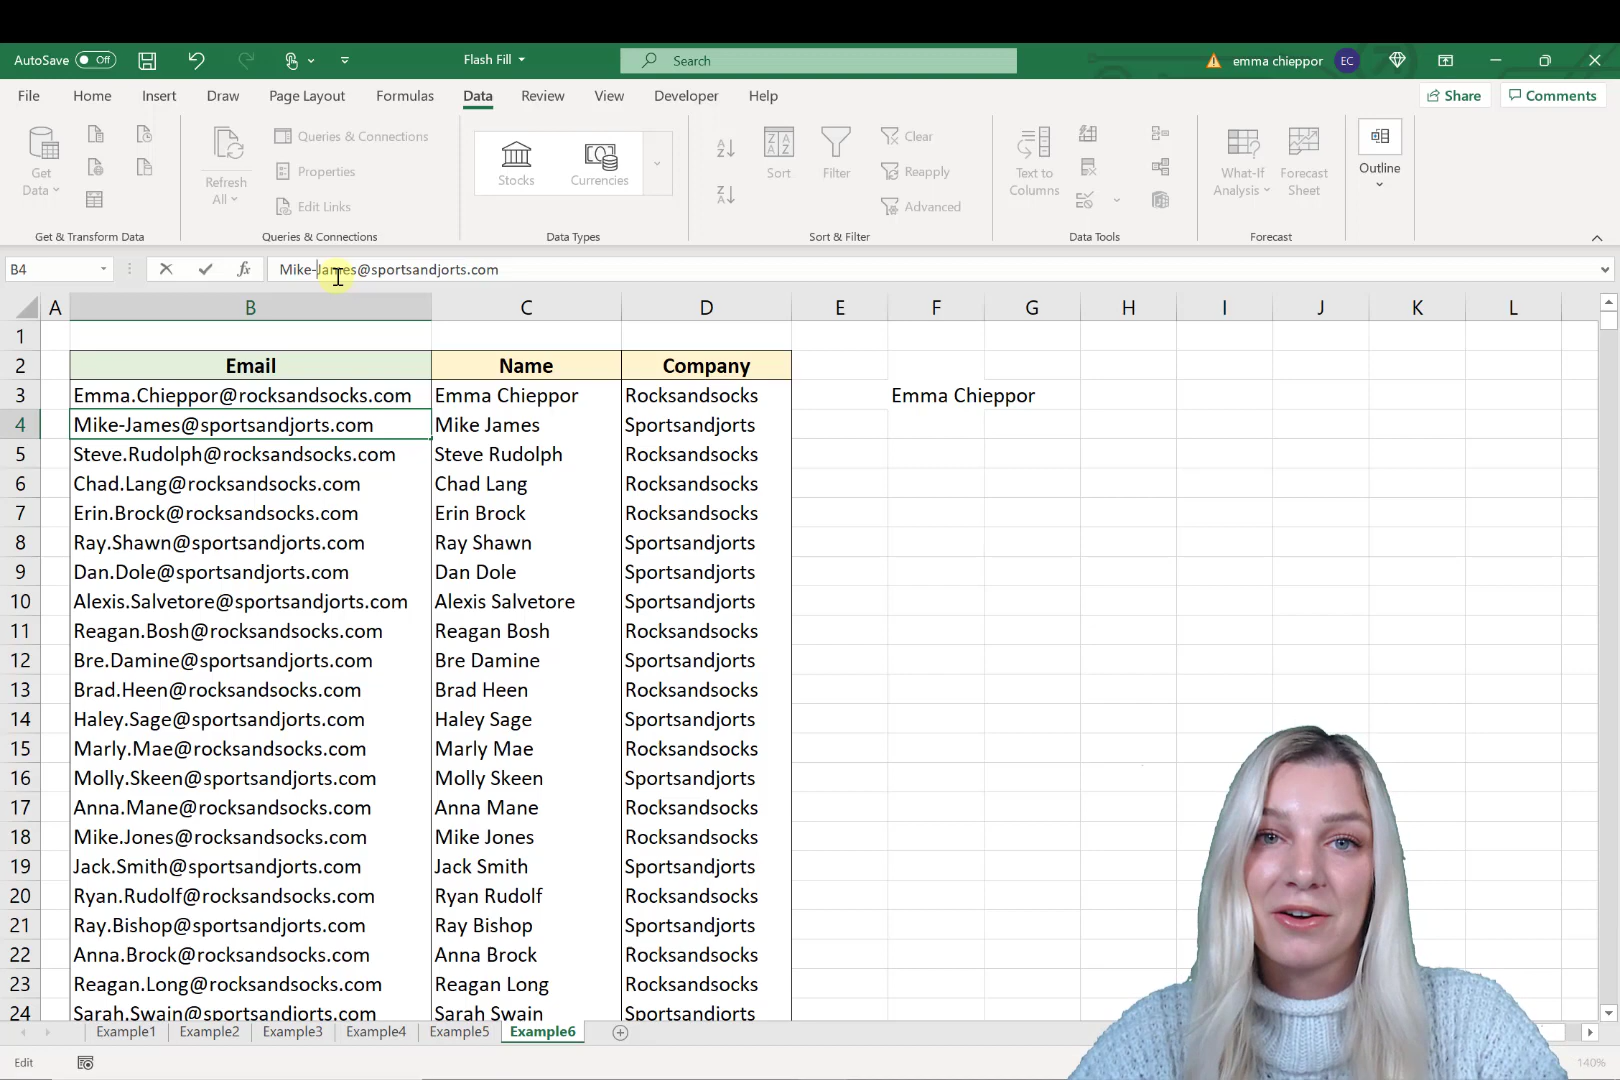 AutoSave Off Flash Fill Search emma chieppor EC
File Home Insert Draw Page Layout Formulas Data Review View Developer Help Share Comments
Get Data
Refresh All
Queries & Connections
Properties
Edit Links
Stocks
Currencies
Sort
Filter
Clear
Reapply
Advanced
Text to Columns
What-If Analysis
Forecast Sheet
Outline
Get & Transform Data Queries & Connections Data Types Sort & Filter Data Tools Forecast
B4 fx Mike-James@sportsandjorts.com
A B C D E F G H I J K L
1
2 Email Name Company
3 Emma.Chieppor@rocksandsocks.com Emma Chieppor Rocksandsocks Emma Chieppor
4 Mike-James@sportsandjorts.com Mike James Sportsandjorts
5 Steve.Rudolph@rocksandsocks.com Steve Rudolph Rocksandsocks
6 Chad.Lang@rocksandsocks.com Chad Lang Rocksandsocks
7 Erin.Brock@rocksandsocks.com Erin Brock Rocksandsocks
8 Ray.Shawn@sportsandjorts.com Ray Shawn Sportsandjorts
9 Dan.Dole@sportsandjorts.com Dan Dole Sportsandjorts
10 Alexis.Salvetore@sportsandjorts.com Alexis Salvetore Sportsandjorts
11 Reagan.Bosh@rocksandsocks.com Reagan Bosh Rocksandsocks
12 Bre.Damine@sportsandjorts.com Bre Damine Sportsandjorts
13 Brad.Heen@rocksandsocks.com Brad Heen Rocksandsocks
14 Haley.Sage@sportsandjorts.com Haley Sage Sportsandjorts
15 Marly.Mae@rocksandsocks.com Marly Mae Rocksandsocks
16 Molly.Skeen@sportsandjorts.com Molly Skeen Sportsandjorts
17 Anna.Mane@rocksandsocks.com Anna Mane Rocksandsocks
18 Mike.Jones@rocksandsocks.com Mike Jones Rocksandsocks
19 Jack.Smith@sportsandjorts.com Jack Smith Sportsandjorts
20 Ryan.Rudolf@rocksandsocks.com Ryan Rudolf Rocksandsocks
21 Ray.Bishop@sportsandjorts.com Ray Bishop Sportsandjorts
22 Anna.Brock@rocksandsocks.com Anna Brock Rocksandsocks
23 Reagan.Long@rocksandsocks.com Reagan Long Rocksandsocks
24 Sarah.Swain@sportsandjorts.com Sarah Swain Sportsandjorts
Example1 Example2 Example3 Example4 Example5 Example6
Edit 140%